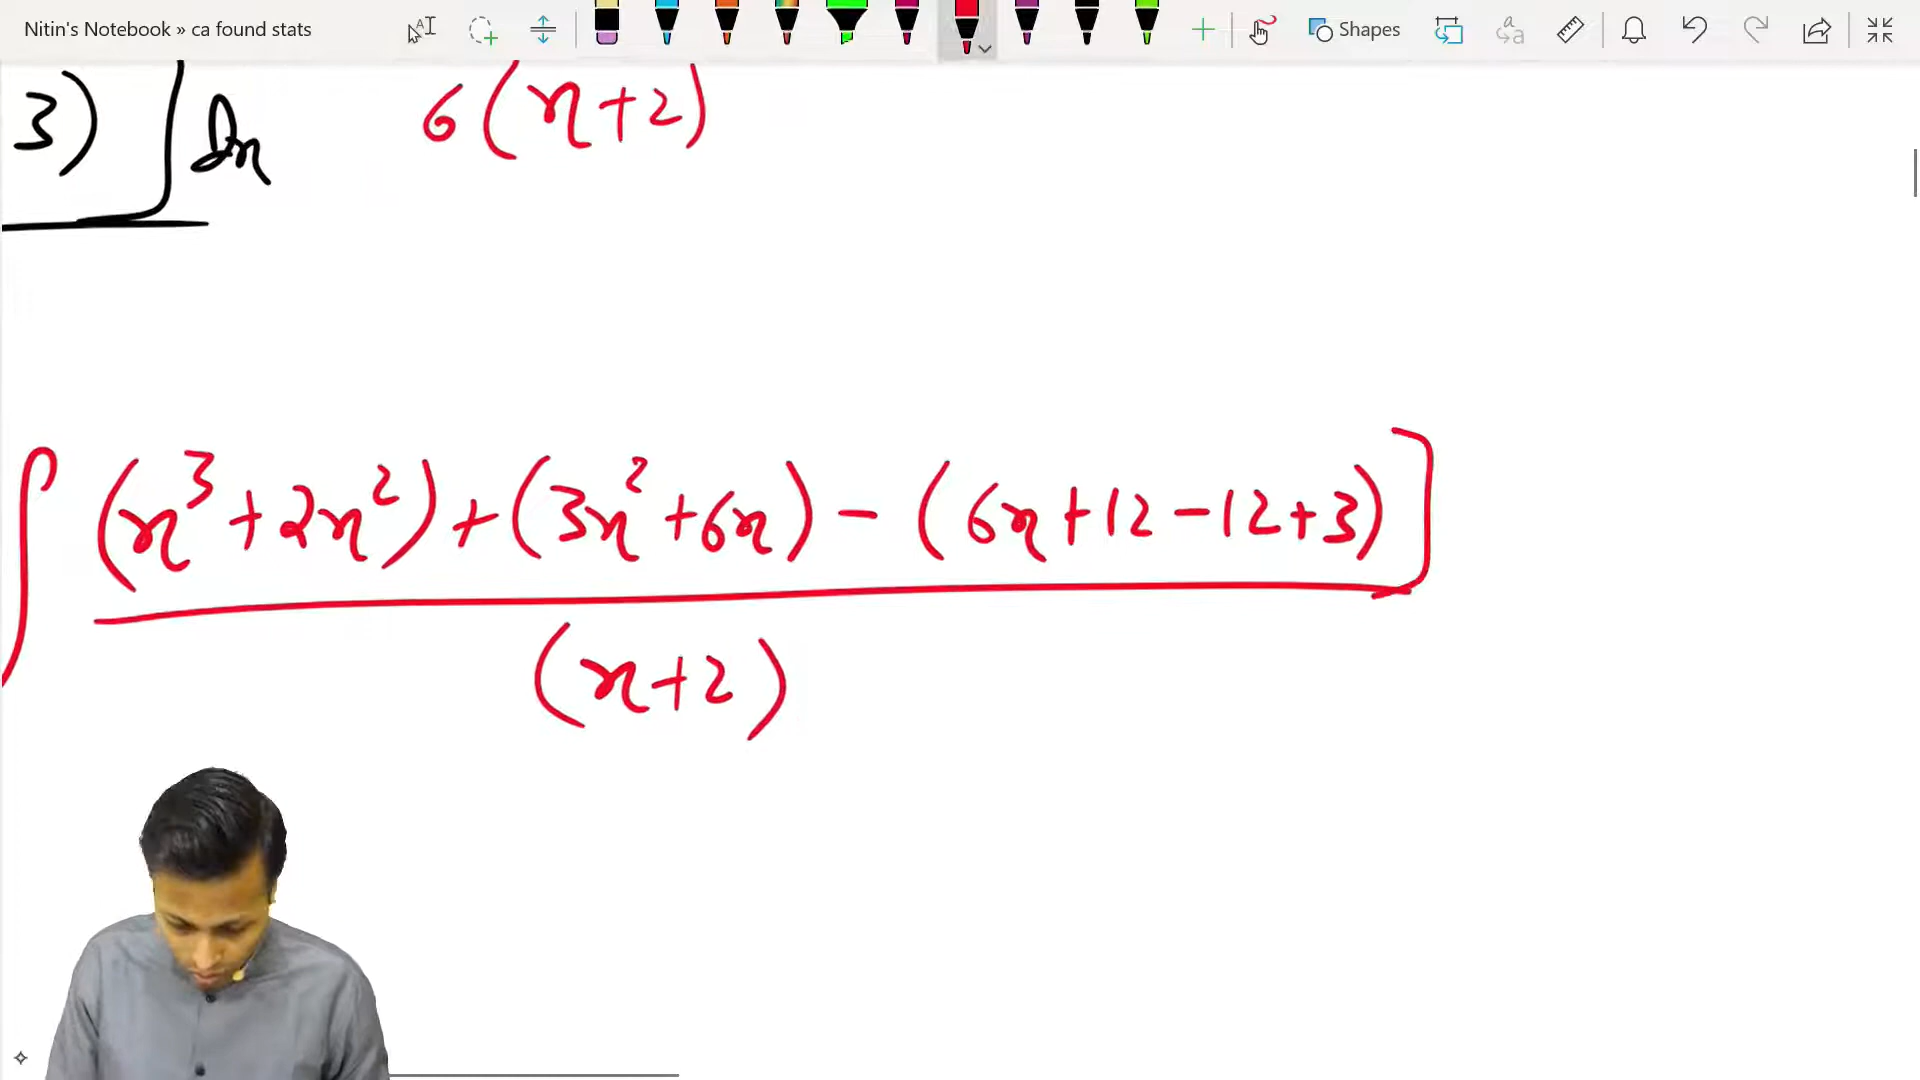 Nitin's Notebook » ca found stats
Shapes
3) ] dx
6(x+2)
∫ (x³+2x²)+(3x²+6x)-(6x+12-12+3)]
(x+2)